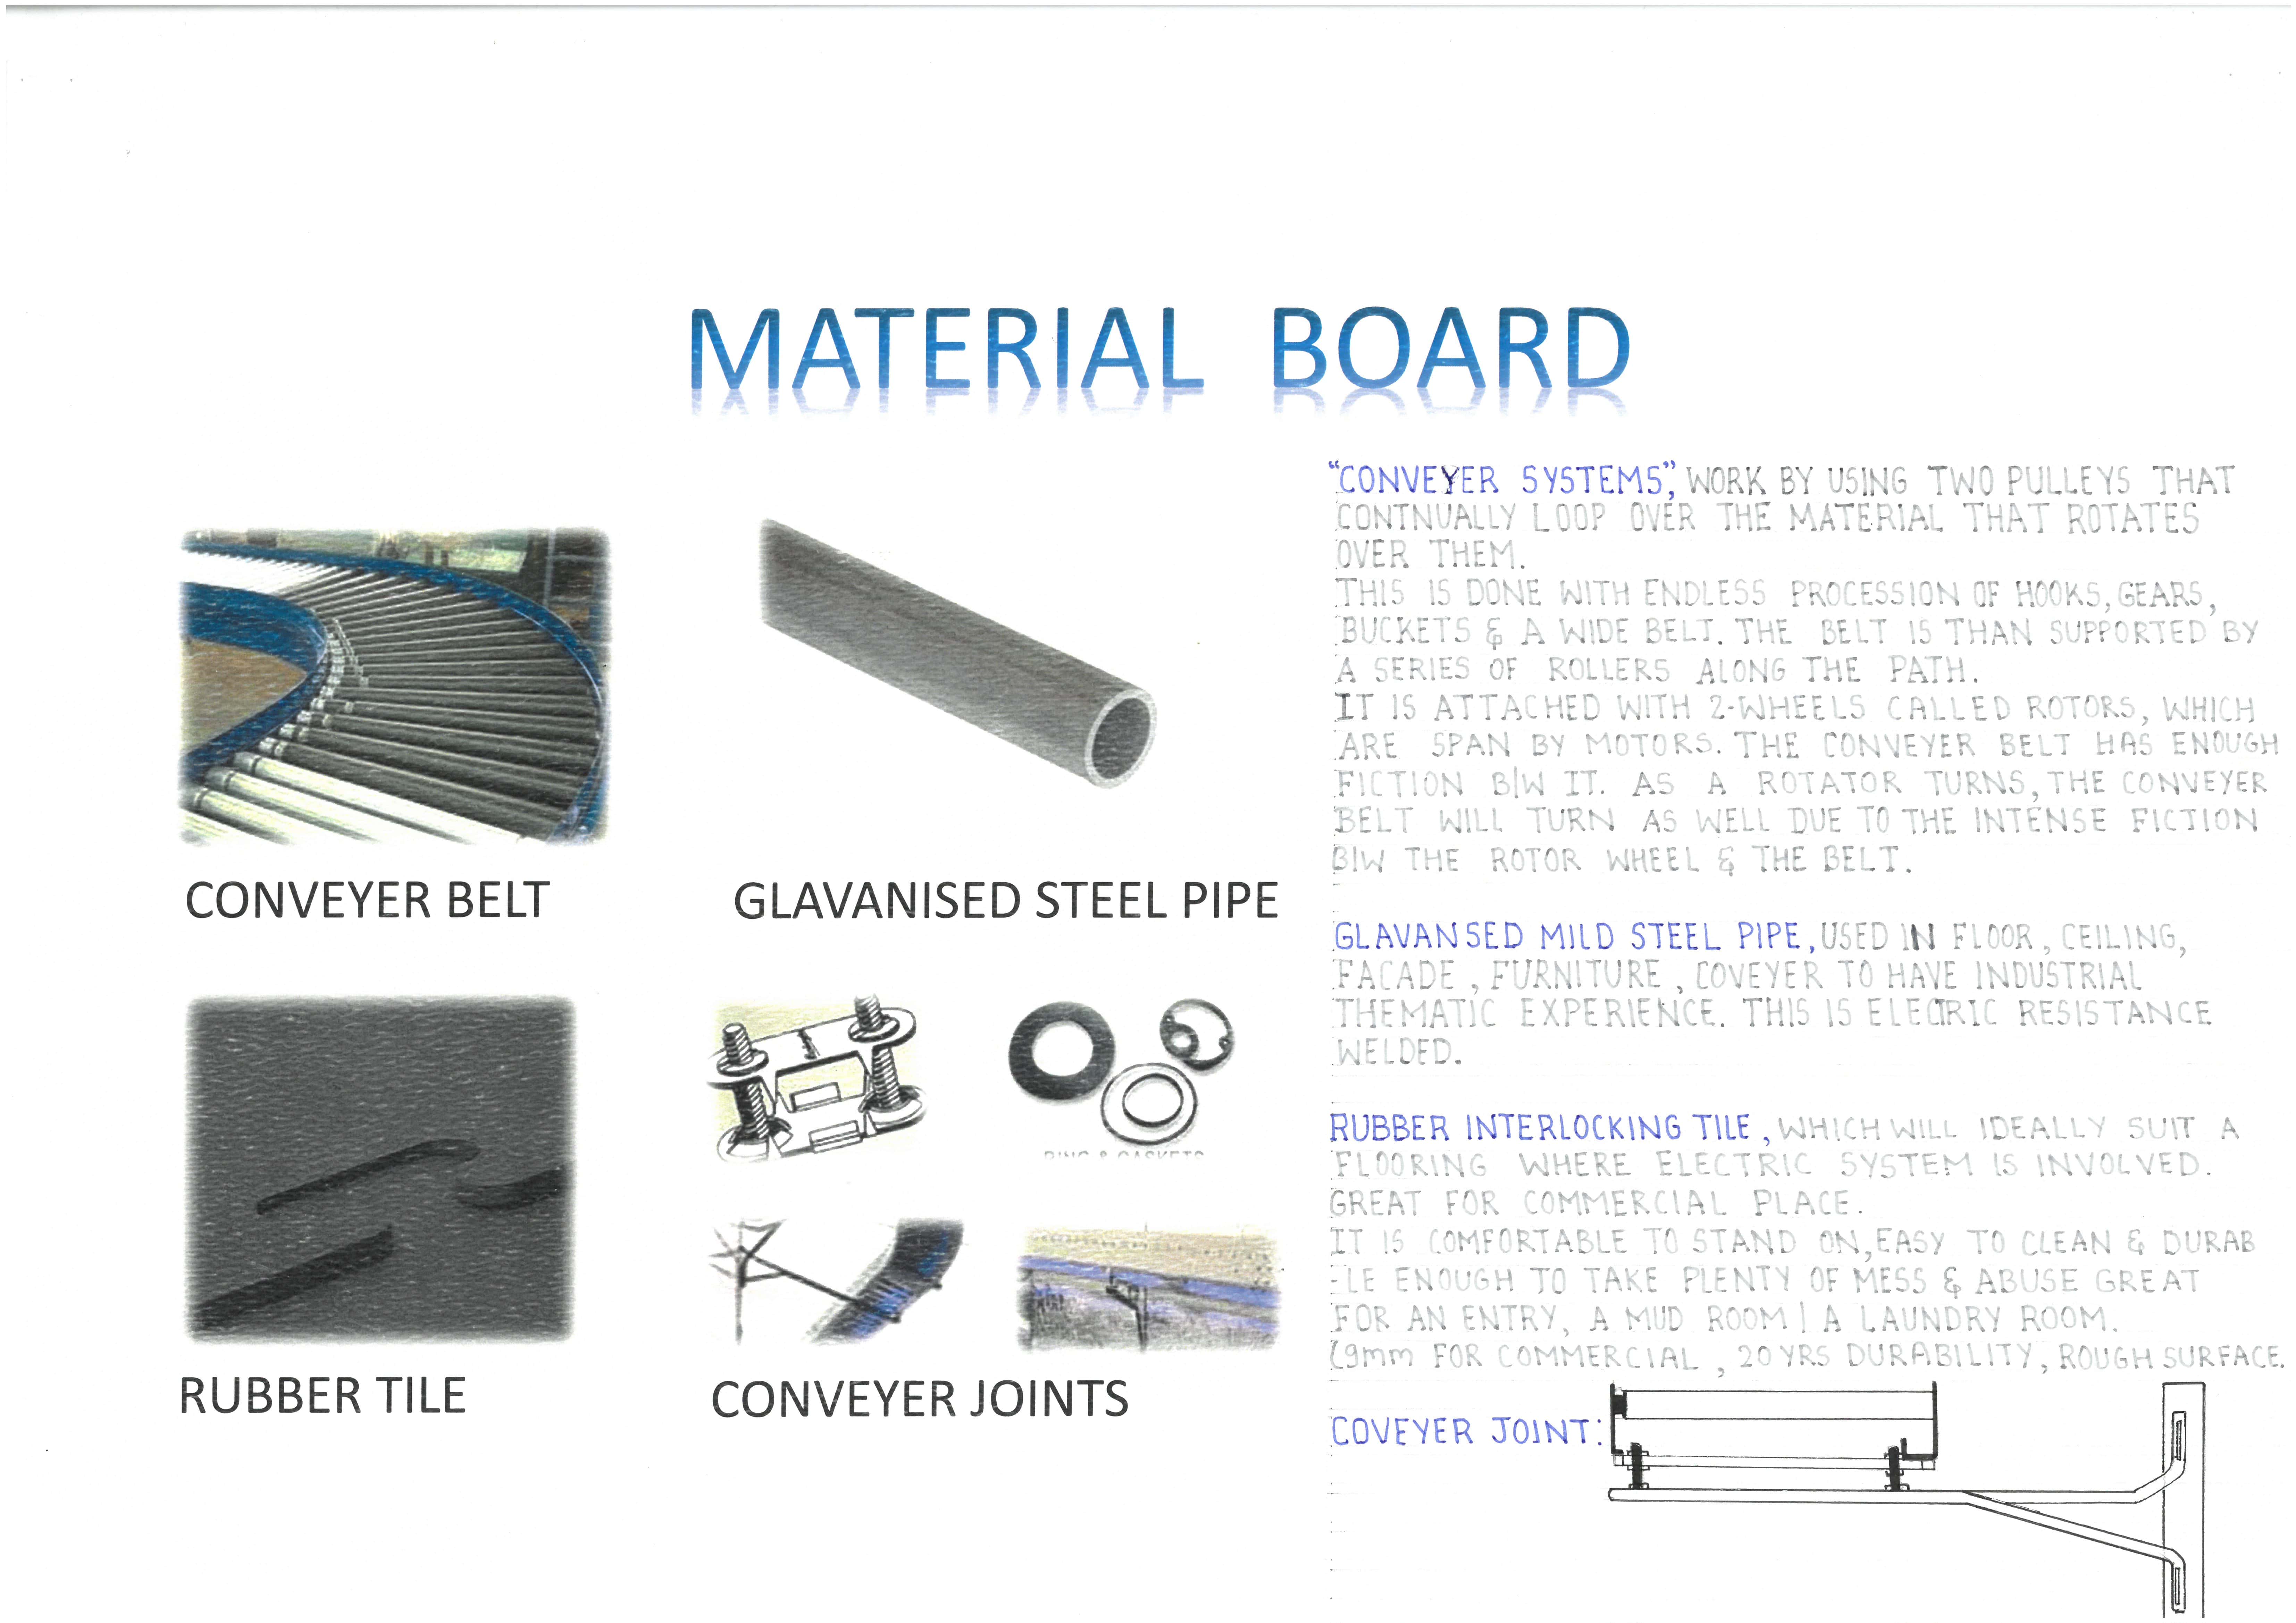 MATERIAL BOARD
CONVEYER BELT
GLAVANISED STEEL PIPE
RUBBER TILE
RING & GASKETS
CONVEYER JOINTS
"CONVEYER SYSTEMS", WORK BY USING TWO PULLEYS THAT
CONTNUALLY LOOP OVER THE MATERIAL THAT ROTATES
OVER THEM.
THIS IS DONE WITH ENDLESS PROCESSION OF HOOKS, GEARS,
BUCKETS & A WIDE BELT. THE BELT IS THAN SUPPORTED BY
A SERIES OF ROLLERS ALONG THE PATH.
IT IS ATTACHED WITH 2-WHEELS CALLED ROTORS, WHICH
ARE SPAN BY MOTORS. THE CONVEYER BELT HAS ENOUGH
FICTION B/W IT. AS A ROTATOR TURNS, THE CONVEYER
BELT WILL TURN AS WELL DUE TO THE INTENSE FICTION
B/W THE ROTOR WHEEL & THE BELT.
GLAVANSED MILD STEEL PIPE, USED IN FLOOR, CEILING,
FACADE, FURNITURE, COVEYER TO HAVE INDUSTRIAL
THEMATIC EXPERIENCE. THIS IS ELECTRIC RESISTANCE
WELDED.
RUBBER INTERLOCKING TILE, WHICH WILL IDEALLY SUIT A
FLOORING WHERE ELECTRIC SYSTEM IS INVOLVED.
GREAT FOR COMMERCIAL PLACE.
IT IS COMFORTABLE TO STAND ON, EASY TO CLEAN & DURAB
-LE ENOUGH TO TAKE PLENTY OF MESS & ABUSE GREAT
FOR AN ENTRY, A MUD ROOM / A LAUNDRY ROOM.
(9mm FOR COMMERCIAL, 20 YRS DURABILITY, ROUGH SURFACE.
COVEYER JOINT: